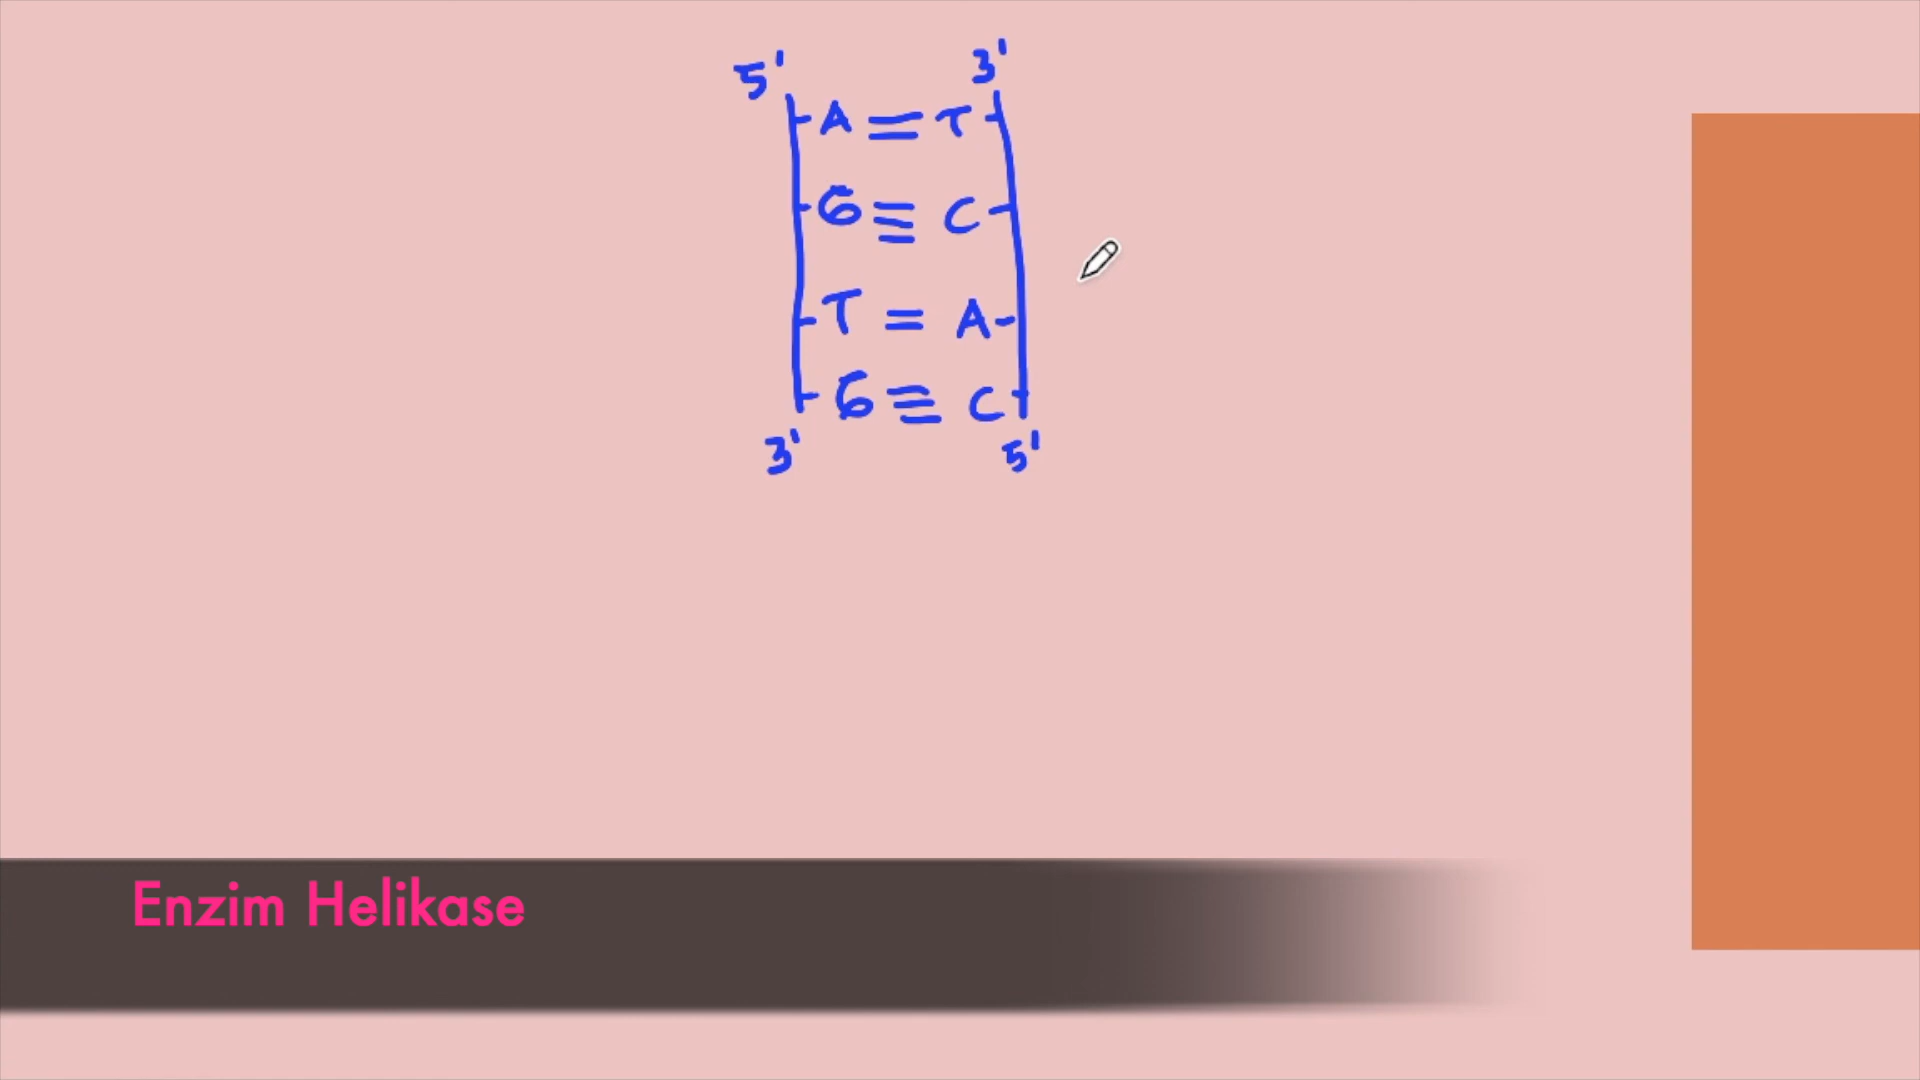 5' 3'
A = T
G ≡ C
T = A
G ≡ C
3' 5'
Enzim Helikase